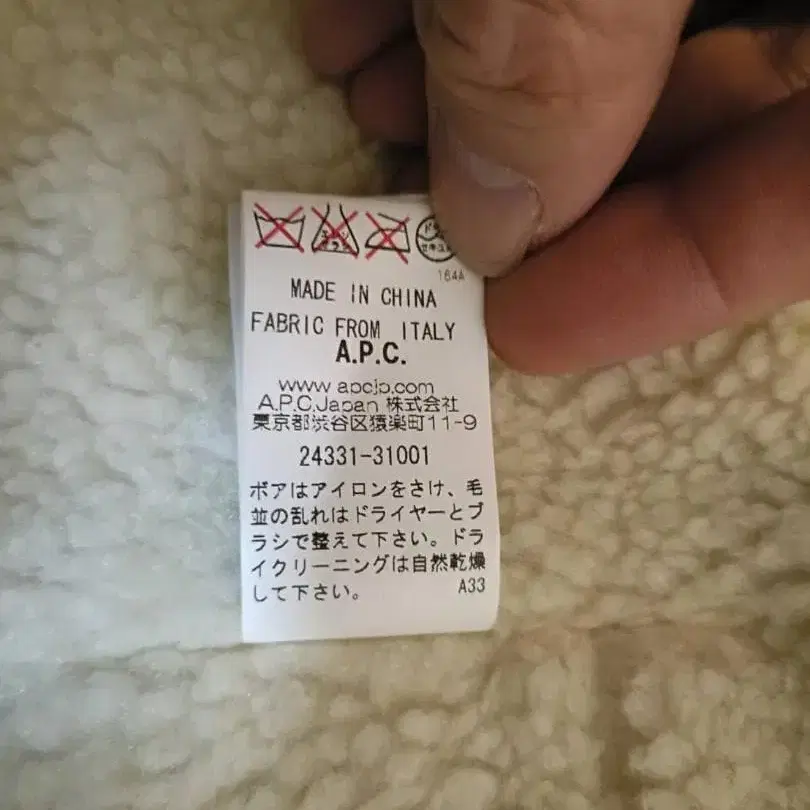 164A
MADE IN CHINA
FABRIC FROM ITALY
A.P.C.
www.apcjp.com
A.P.C.Japan 株式会社
東京都渋谷区猿楽町11-9
24331-31001
ボアはアイロンをさけ、毛
並の乱れはドライヤーとブ
ラシで整えて下さい。ドラ
イクリーニングは自然乾燥
して下さい。 A33